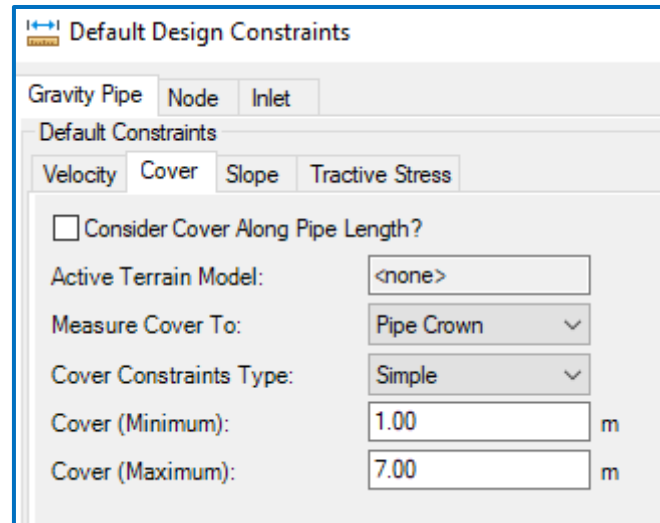 Default Design Constraints
Gravity Pipe Node Inlet
Default Constraints
Velocity Cover Slope Tractive Stress
Consider Cover Along Pipe Length?
Active Terrain Model: <none>
Measure Cover To: Pipe Crown
Cover Constraints Type: Simple
Cover (Minimum): 1.00 m
Cover (Maximum): 7.00 m